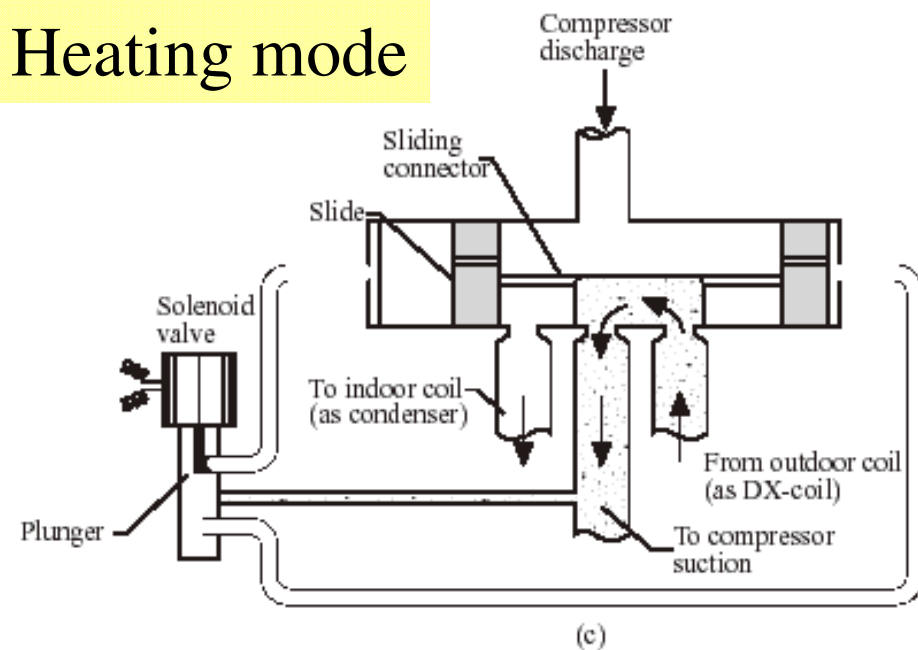 Heating mode
Compressor
discharge
Sliding
connector
Slide
Solenoid
valve
To indoor coil
(as condenser)
From outdoor coil
(as DX-coil)
Plunger
To compressor
suction
(c)